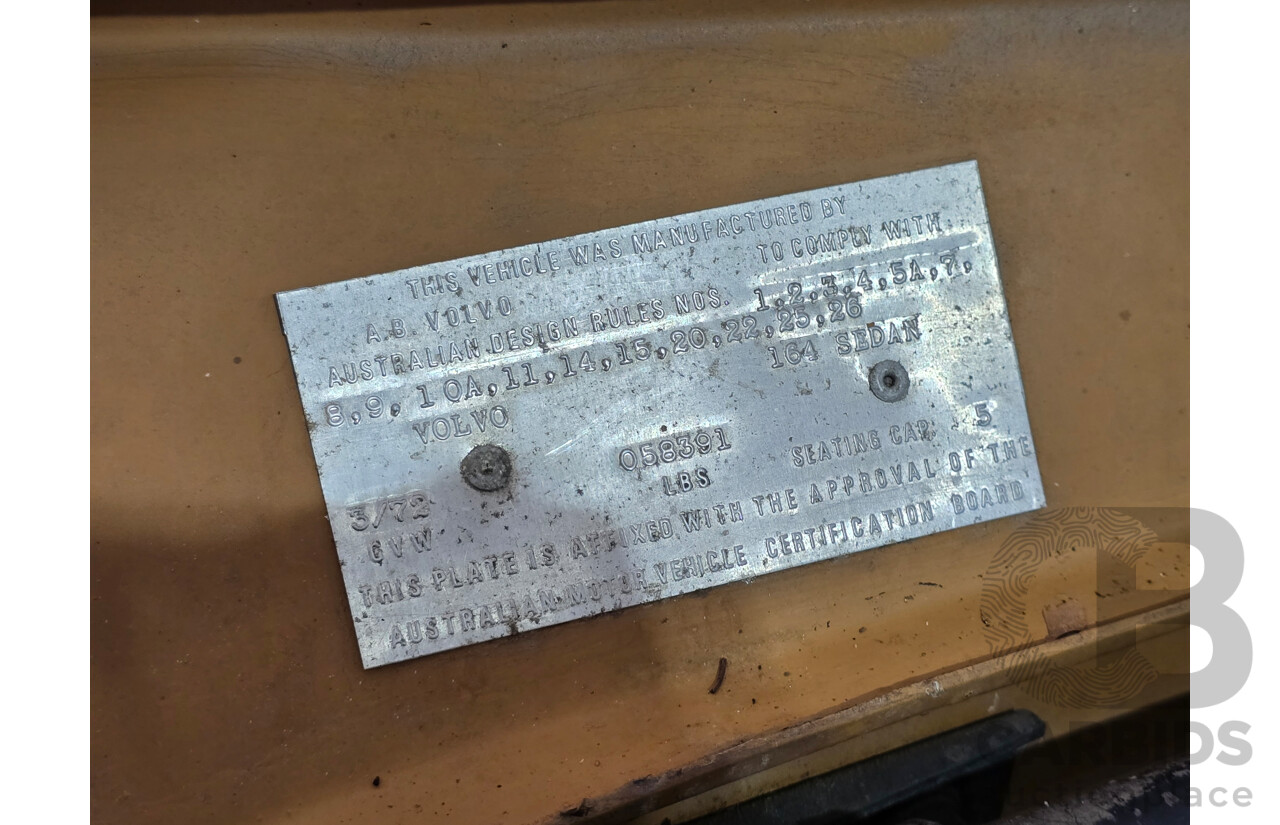 THIS VEHICLE WAS MANUFACTURED BY
A.B. VOLVO TO COMPLY WITH
AUSTRALIAN DESIGN RULES NOS. 1,2,3,4,5A,7,
8,9, 10A,11,14,15,20,22,25,26
VOLVO 164 SEDAN
3/72 058391 SEATING CAP. 5
GVW LBS
THIS PLATE IS AFFIXED WITH THE APPROVAL OF THE
AUSTRALIAN MOTOR VEHICLE CERTIFICATION BOARD
CARBIDS